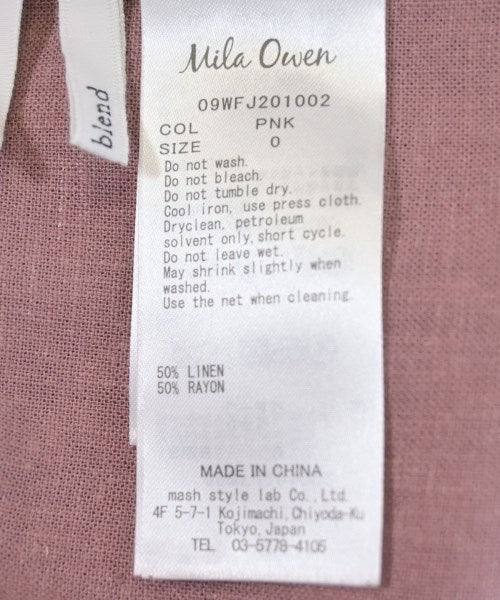 Mila Owen
09WFJ201002
COL PNK
SIZE 0
Do not wash.
Do not bleach.
Do not tumble dry.
Cool iron, use press cloth.
Dryclean, petroleum
solvent only, short cycle.
Do not leave wet.
May shrink slightly when
washed.
Use the net when cleaning.
50% LINEN
50% RAYON
MADE IN CHINA
mash style lab Co.,Ltd.
4F 5-7-1 Kojimachi, Chiyoda-Ku
Tokyo, Japan
TEL 03-5778-4105
blend